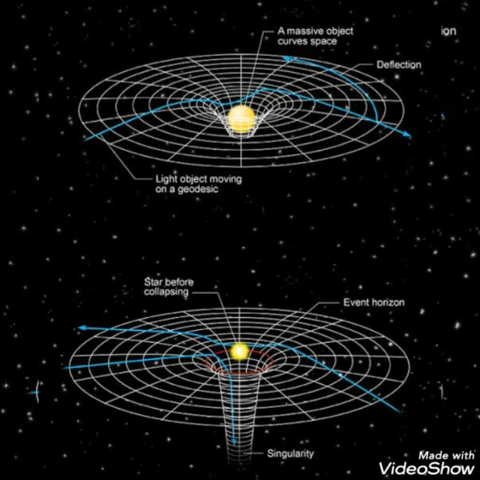 A massive object
curves space
on
Deflection
Light object moving
on a geodesic
Star before
collapsing
Event horizon
Singularity
Made with
VideoShow